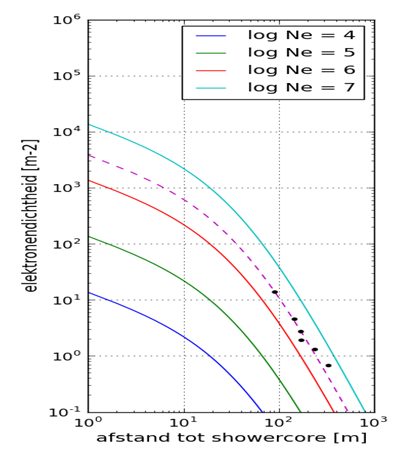 log Ne = 4
log Ne = 5
log Ne = 6
log Ne = 7
10⁶
10⁵
10⁴
10³
10²
10¹
10⁰
10⁻¹
elektronendichtheid [m-2]
10⁰ 10¹ 10² 10³
afstand tot showercore [m]